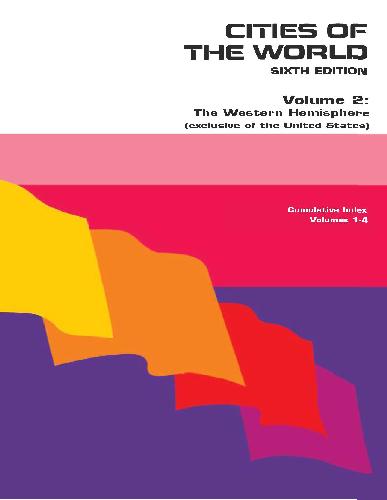 CITIES OF
THE WORLD
SIXTH EDITION
Volume 2:
The Western Hemisphere
(exclusive of the United States)
Cumulative Index
Volumes 1-4